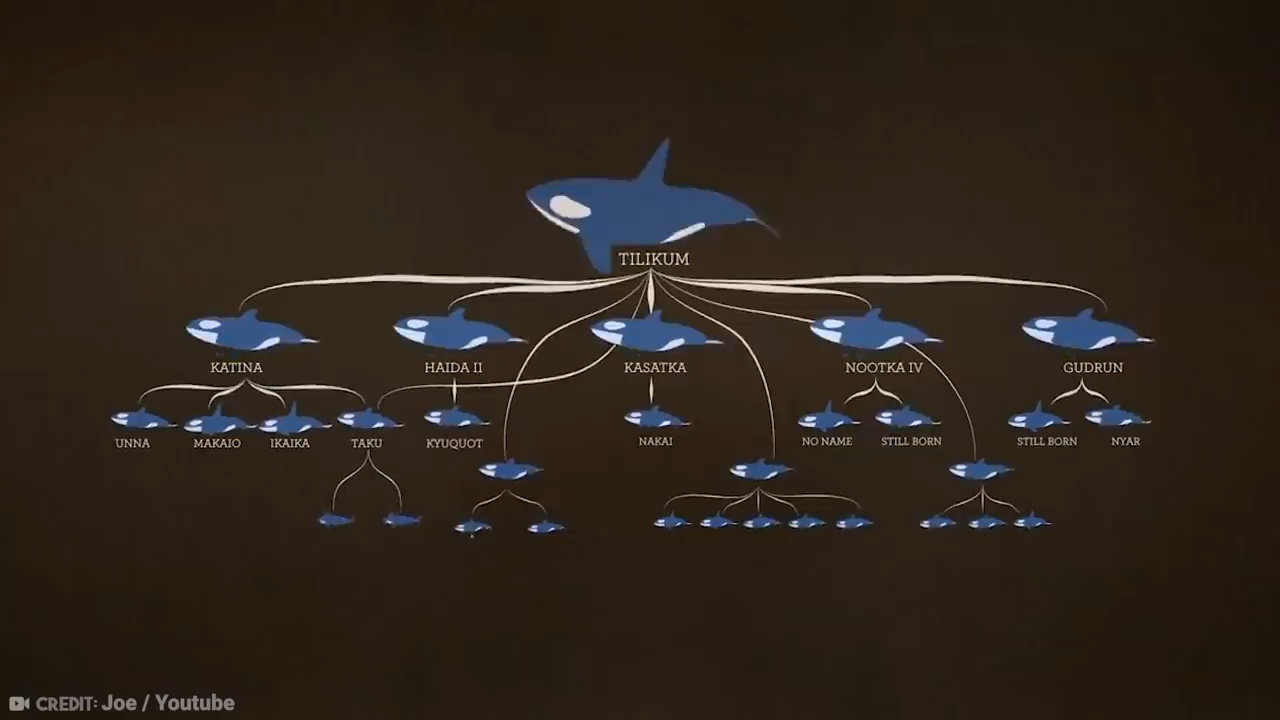 TILIKUM
KATINA
HAIDA II
KASATKA
NOOTKA IV
GUDRUN
UNNA
MAKAIO
IKAIKA
TAKU
KYUQUOT
NAKAI
NO NAME
STILL BORN
STILL BORN
NYAR
CREDIT: Joe / Youtube